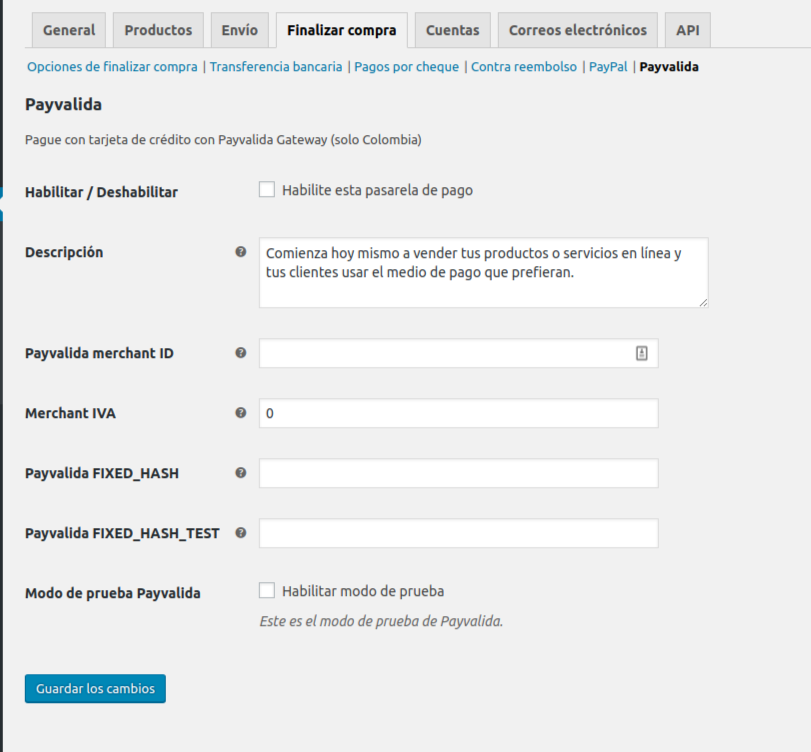 General Productos Envío Finalizar compra Cuentas Correos electrónicos API
Opciones de finalizar compra | Transferencia bancaria | Pagos por cheque | Contra reembolso | PayPal | Payvalida
Payvalida
Pague con tarjeta de crédito con Payvalida Gateway (solo Colombia)
Habilitar / Deshabilitar Habilite esta pasarela de pago
Descripción ? Comienza hoy mismo a vender tus productos o servicios en línea y
tus clientes usar el medio de pago que prefieran.
Payvalida merchant ID ?
Merchant IVA ? 0
Payvalida FIXED_HASH ?
Payvalida FIXED_HASH_TEST ?
Modo de prueba Payvalida Habilitar modo de prueba
Este es el modo de prueba de Payvalida.
Guardar los cambios